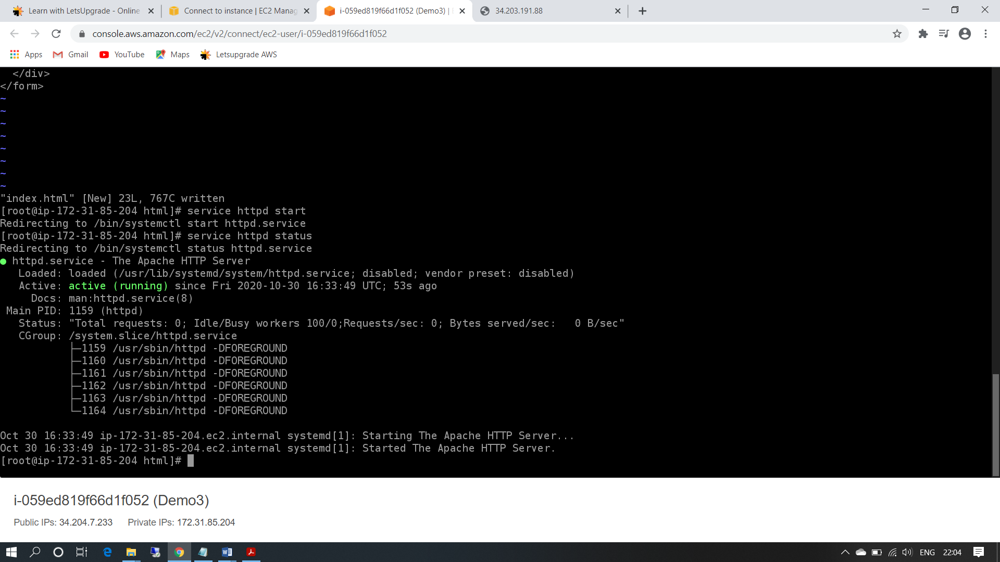 Learn with LetsUpgrade - Online
Connect to instance | EC2 Manag
i-059ed819f66d1f052 (Demo3) |
34.203.191.88
console.aws.amazon.com/ec2/v2/connect/ec2-user/i-059ed819f66d1f052
Apps
Gmail
YouTube
Maps
Letsupgrade AWS
  </div>
</form>
~
~
~
~
~
~
~
~
"index.html" [New] 23L, 767C written
[root@ip-172-31-85-204 html]# service httpd start
Redirecting to /bin/systemctl start httpd.service
[root@ip-172-31-85-204 html]# service httpd status
Redirecting to /bin/systemctl status httpd.service
● httpd.service - The Apache HTTP Server
   Loaded: loaded (/usr/lib/systemd/system/httpd.service; disabled; vendor preset: disabled)
   Active: active (running) since Fri 2020-10-30 16:33:49 UTC; 53s ago
     Docs: man:httpd.service(8)
 Main PID: 1159 (httpd)
   Status: "Total requests: 0; Idle/Busy workers 100/0;Requests/sec: 0; Bytes served/sec:   0 B/sec"
   CGroup: /system.slice/httpd.service
           ├─1159 /usr/sbin/httpd -DFOREGROUND
           ├─1160 /usr/sbin/httpd -DFOREGROUND
           ├─1161 /usr/sbin/httpd -DFOREGROUND
           ├─1162 /usr/sbin/httpd -DFOREGROUND
           ├─1163 /usr/sbin/httpd -DFOREGROUND
           └─1164 /usr/sbin/httpd -DFOREGROUND
Oct 30 16:33:49 ip-172-31-85-204.ec2.internal systemd[1]: Starting The Apache HTTP Server...
Oct 30 16:33:49 ip-172-31-85-204.ec2.internal systemd[1]: Started The Apache HTTP Server.
[root@ip-172-31-85-204 html]#
i-059ed819f66d1f052 (Demo3)
Public IPs: 34.204.7.233 Private IPs: 172.31.85.204
ENG 22:04